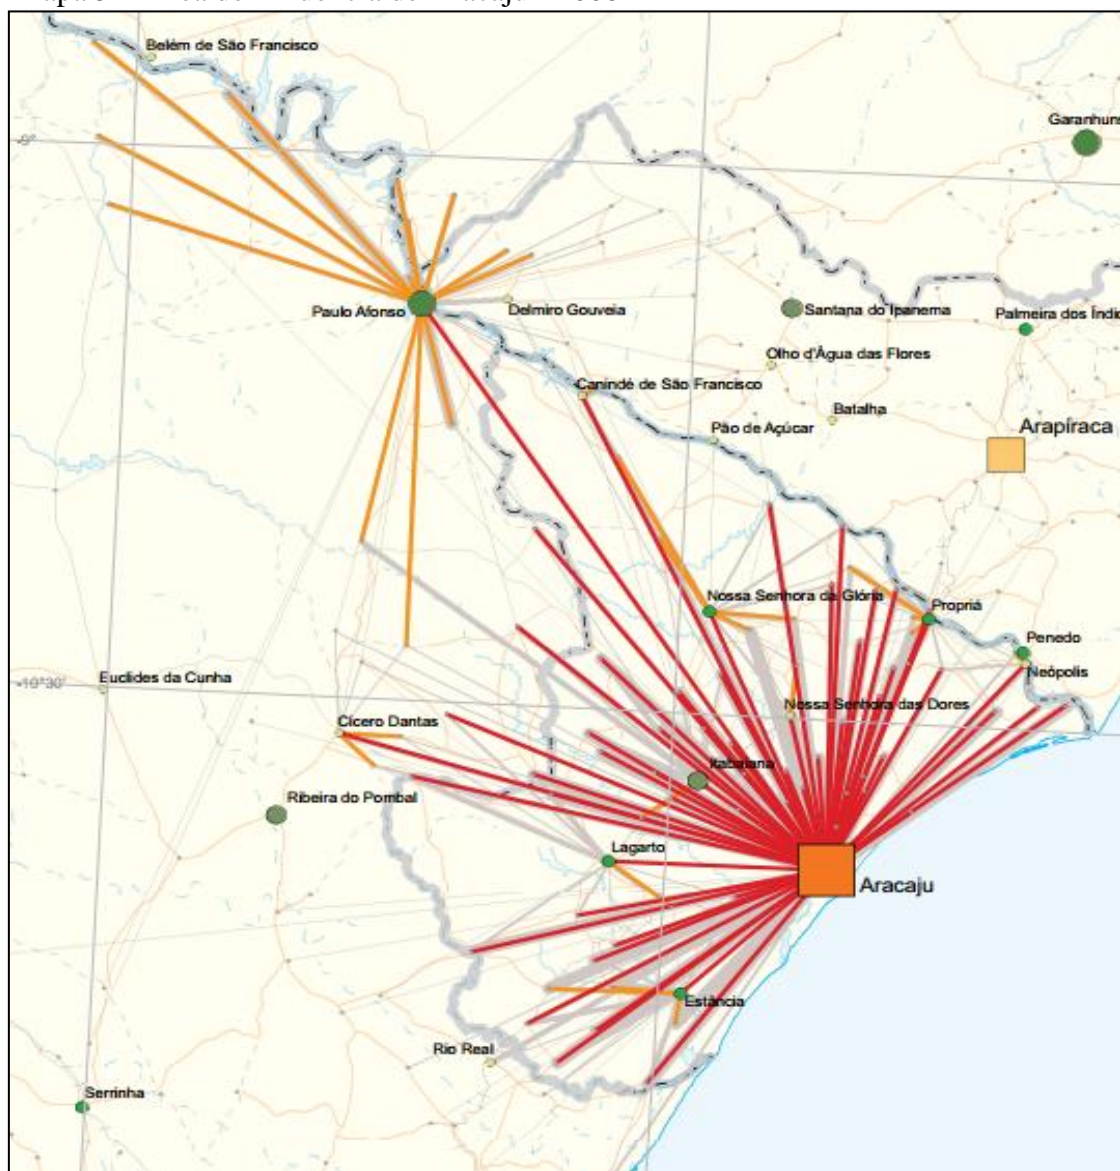 Belém de São Francisco
Garanhuns
-9°
Paulo Afonso
Delmiro Gouveia
Santana do Ipanema
Palmeira dos Índic
Olho d'Água das Flores
Canindé de São Francisco
Batalha
Pão de Açúcar
Arapiraca
Nossa Senhora da Glória
Propriá
Penedo
Neópolis
Euclides da Cunha
-10°30'
Cícero Dantas
Nossa Senhora das Dores
Itabaiana
Ribeira do Pombal
Lagarto
Aracaju
Estância
Rio Real
Serrinha